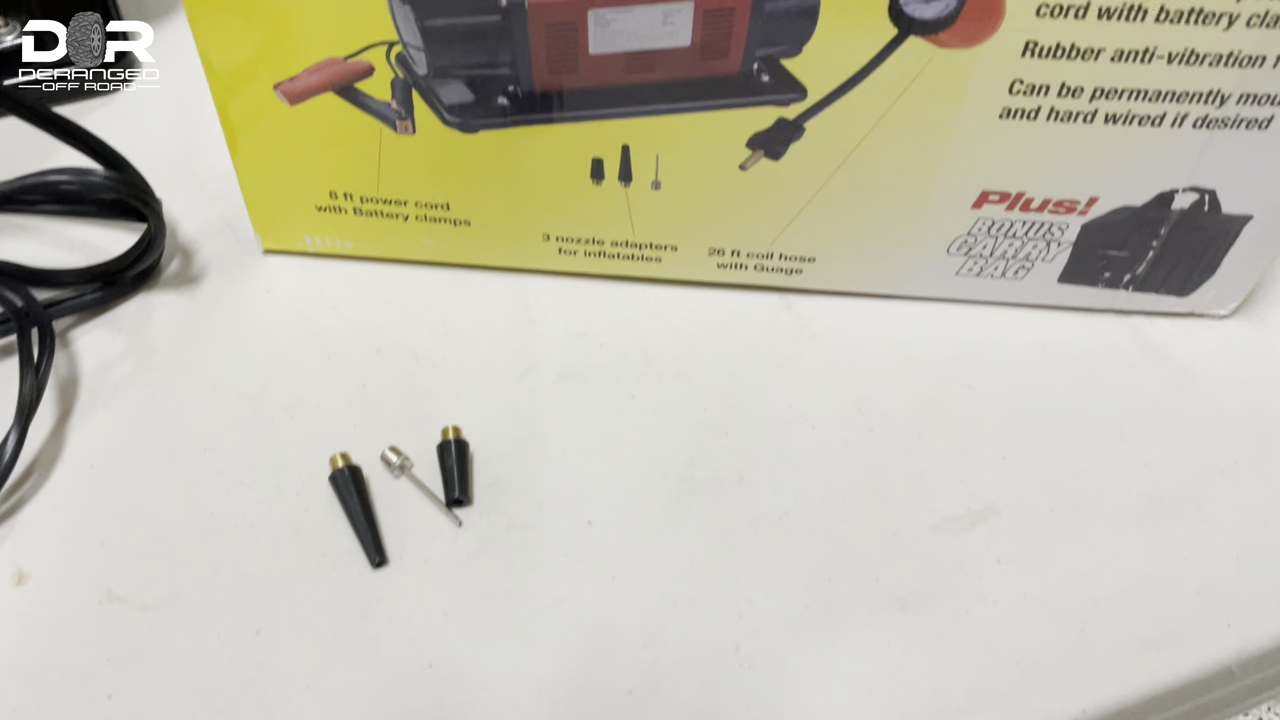 DOR
DERANGED
OFF ROAD
cord with battery cla
Rubber anti-vibration
Can be permanently mou
and hard wired if desired
8 ft power cord
with Battery clamps
3 nozzle adapters
for inflatables
26 ft coil hose
with Guage
Plus!
BONUS
CARRY
BAG